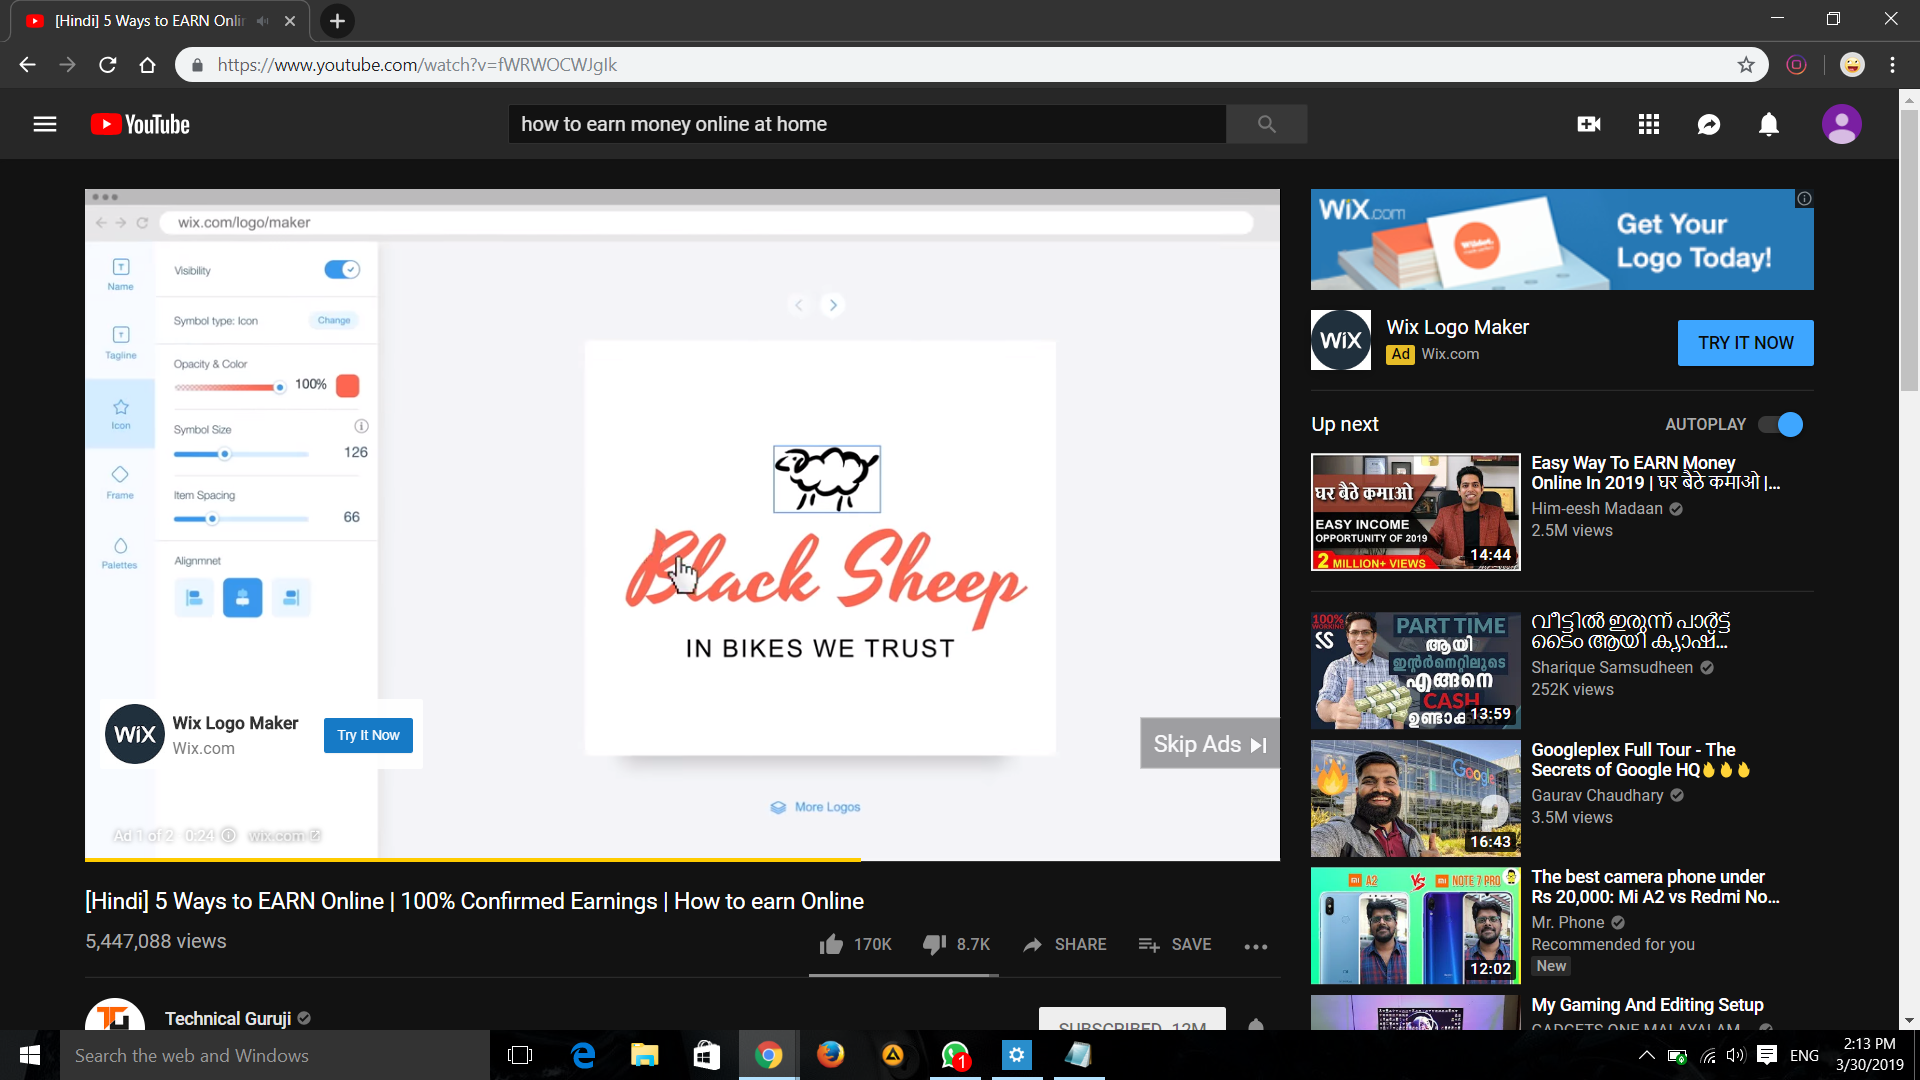 [Hindi] 5 Ways to EARN Onlin
https://www.youtube.com/watch?v=fWRWOCWJgIk
YouTube
how to earn money online at home
wix.com/logo/maker
Name
Tagline
Icon
Frame
Palettes
Visibility
Symbol type: Icon
Change
Opacity & Color
100%
Symbol Size
126
Item Spacing
66
Alignmnet
Black Sheep
IN BIKES WE TRUST
More Logos
WiX
Wix Logo Maker
Wix.com
Try It Now
Skip Ads
Ad 1 of 2 · 0:24
wix.com
[Hindi] 5 Ways to EARN Online | 100% Confirmed Earnings | How to earn Online
5,447,088 views
170K
8.7K
SHARE
SAVE
Technical Guruji
SUBSCRIBED 12M
WiX.com
Get Your
Logo Today!
WiX
Wix Logo Maker
Ad Wix.com
TRY IT NOW
Up next
AUTOPLAY
घर बैठे कमाओ
EASY INCOME
OPPORTUNITY OF 2019
2 MILLION+ VIEWS
14:44
Easy Way To EARN Money
Online In 2019 | घर बैठे कमाओ |...
Him-eesh Madaan
2.5M views
100%
WORKING
SS
PART TIME
ആയി
ഇന്റർനെറ്റിലൂടെ
എങ്ങനെ
CASH
13:59
വീട്ടിൽ ഇരുന്ന് പാർട്ട്
ടൈം ആയി ക്യാഷ്...
Sharique Samsudheen
252K views
Google
16:43
Googleplex Full Tour - The
Secrets of Google HQ🔥🔥🔥
Gaurav Chaudhary
3.5M views
mi A2 VS mi NOTE 7 PRO
12:02
The best camera phone under
Rs 20,000: Mi A2 vs Redmi No...
Mr. Phone
Recommended for you
New
My Gaming And Editing Setup
GADGETS ONE MALAYALAM
Search the web and Windows
1
ENG
2:13 PM
3/30/2019